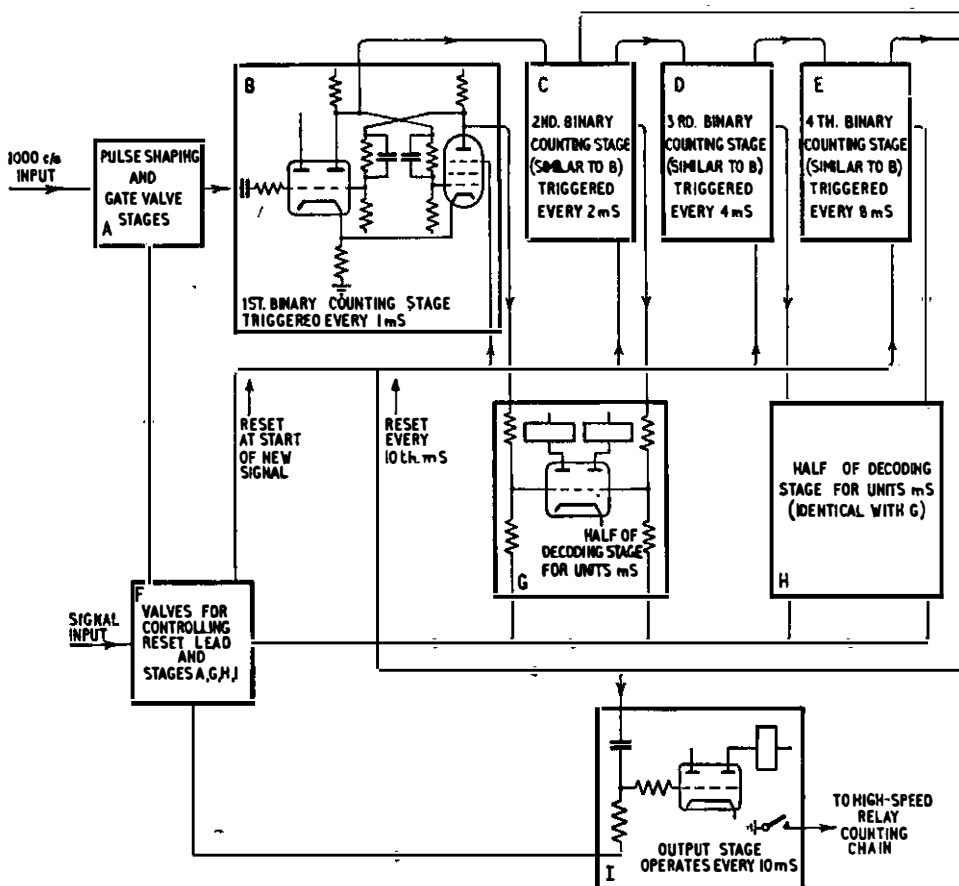 1000 c/s
INPUT
PULSE SHAPING
AND
GATE VALVE
STAGES
A
B
1ST. BINARY COUNTING STAGE
TRIGGERED EVERY 1mS
C
2ND. BINARY
COUNTING STAGE
(SIMILAR TO B)
TRIGGERED
EVERY 2mS
D
3RD. BINARY
COUNTING STAGE
(SIMILAR TO B)
TRIGGERED
EVERY 4mS
E
4TH. BINARY
COUNTING STAGE
(SIMILAR TO B)
TRIGGERED
EVERY 8mS
RESET
AT START
OF NEW
SIGNAL
RESET
EVERY
10th. mS
HALF OF
DECODING STAGE
FOR UNITS mS
G
HALF OF DECODING
STAGE FOR UNITS mS
(IDENTICAL WITH G)
H
SIGNAL
INPUT
F
VALVES FOR
CONTROLLING
RESET LEAD
AND
STAGES A,G,H,I
TO HIGH-SPEED
RELAY
COUNTING
CHAIN
OUTPUT STAGE
OPERATES EVERY 10mS
I